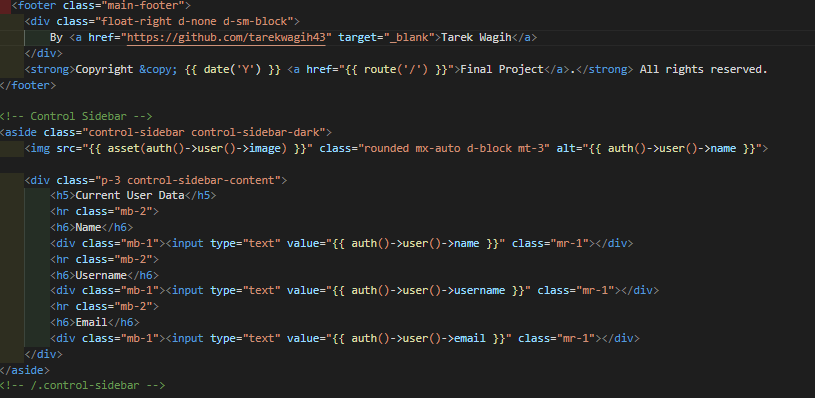 <footer class="main-footer">
<div class="float-right d-none d-sm-block">
By <a href="https://github.com/tarekwagih43" target="_blank">Tarek Wagih</a>
</div>
<strong>Copyright &copy; {{ date('Y') }} <a href="{{ route('/') }}">Final Project</a>.</strong> All rights reserved.
</footer>
<!-- Control Sidebar -->
<aside class="control-sidebar control-sidebar-dark">
<img src="{{ asset(auth()->user()->image) }}" class="rounded mx-auto d-block mt-3" alt="{{ auth()->user()->name }}">
<div class="p-3 control-sidebar-content">
<h5>Current User Data</h5>
<hr class="mb-2">
<h6>Name</h6>
<div class="mb-1"><input type="text" value="{{ auth()->user()->name }}" class="mr-1"></div>
<hr class="mb-2">
<h6>Username</h6>
<div class="mb-1"><input type="text" value="{{ auth()->user()->username }}" class="mr-1"></div>
<hr class="mb-2">
<h6>Email</h6>
<div class="mb-1"><input type="text" value="{{ auth()->user()->email }}" class="mr-1"></div>
</div>
</aside>
<!-- /.control-sidebar -->